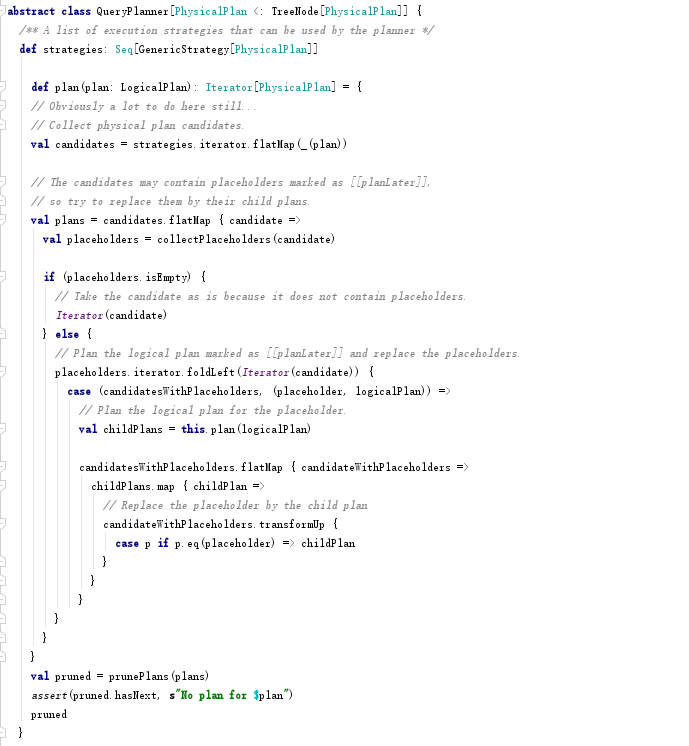 abstract class QueryPlanner[PhysicalPlan <: TreeNode[PhysicalPlan]] {
  /** A list of execution strategies that can be used by the planner */
  def strategies: Seq[GenericStrategy[PhysicalPlan]]

    def plan(plan: LogicalPlan): Iterator[PhysicalPlan] = {
    // Obviously a lot to do here still...
    // Collect physical plan candidates.
    val candidates = strategies.iterator.flatMap(_(plan))

    // The candidates may contain placeholders marked as [[planLater]],
    // so try to replace them by their child plans.
    val plans = candidates.flatMap { candidate =>
      val placeholders = collectPlaceholders(candidate)

      if (placeholders.isEmpty) {
        // Take the candidate as is because it does not contain placeholders.
        Iterator(candidate)
      } else {
        // Plan the logical plan marked as [[planLater]] and replace the placeholders.
        placeholders.iterator.foldLeft(Iterator(candidate)) {
          case (candidatesWithPlaceholders, (placeholder, logicalPlan)) =>
            // Plan the logical plan for the placeholder.
            val childPlans = this.plan(logicalPlan)

            candidatesWithPlaceholders.flatMap { candidateWithPlaceholders =>
              childPlans.map { childPlan =>
                // Replace the placeholder by the child plan
                candidateWithPlaceholders.transformUp {
                  case p if p.eq(placeholder) => childPlan
                }
              }
            }
        }
      }
    }
    val pruned = prunePlans(plans)
    assert(pruned.hasNext, s"No plan for $plan")
    pruned
  }